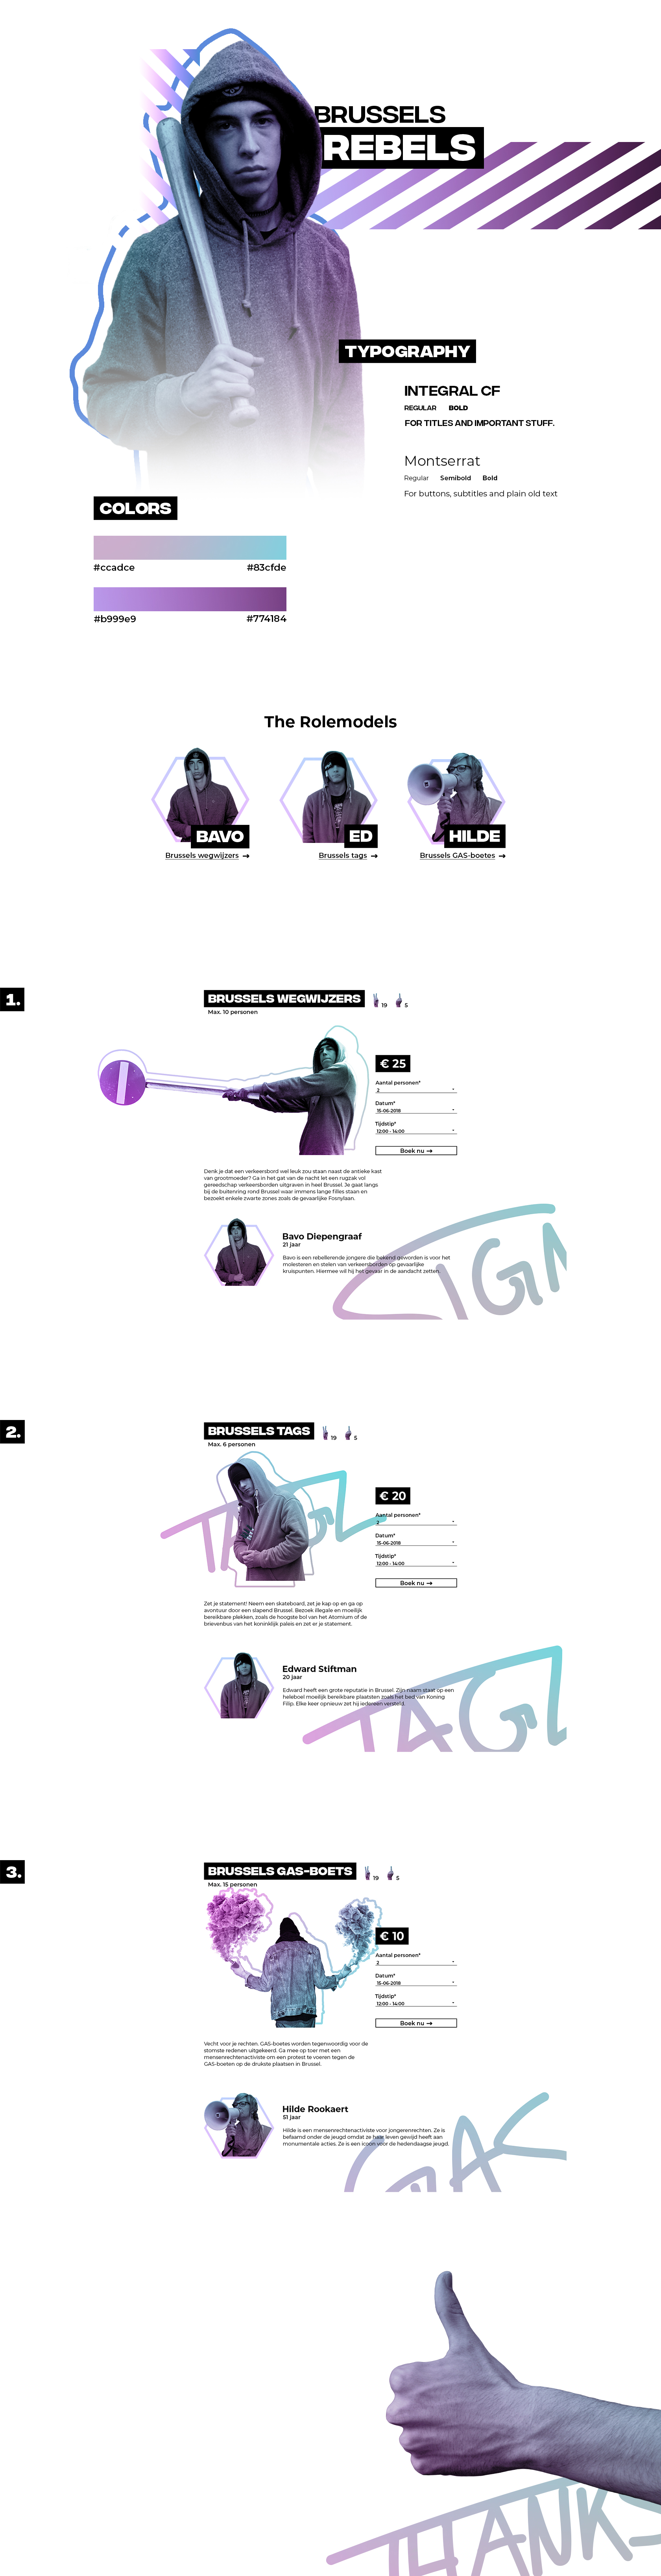 BRUSSELS
REBELS
TYPOGRAPHY
INTEGRAL CF
REGULAR BOLD
FOR TITLES AND IMPORTANT STUFF.
Montserrat
Regular Semibold Bold
For buttons, subtitles and plain old text
COLORS
#ccadce #83cfde
#b999e9 #774184
The Rolemodels
BAVO
Brussels wegwijzers →
ED
Brussels tags →
HILDE
Brussels GAS-boetes →
1.
BRUSSELS WEGWIJZERS 19 5
Max. 10 personen
€ 25
Aantal personen*
2
Datum*
15-06-2018
Tijdstip*
12:00 - 14:00
Boek nu →
Denk je dat een verkeersbord wel leuk zou staan naast de antieke kast
van grootmoeder? Ga in het gat van de nacht let een rugzak vol
gereedschap verkeersborden uitgraven in heel Brussel. Je gaat langs
bij de buitenring rond Brussel waar immens lange files staan en
bezoekt enkele zwarte zones zoals de gevaarlijke Fosnylaan.
Bavo Diepengraaf
21 jaar
Bavo is een rebellerende jongere die bekend geworden is voor het
molesteren en stelen van verkeersborden op gevaarlijke
kruispunten. Hiermee wil hij het gevaar in de aandacht zetten.
SIGN
2.
BRUSSELS TAGS 19 5
Max. 6 personen
TAGZ
€ 20
Aantal personen*
2
Datum*
15-06-2018
Tijdstip*
12:00 - 14:00
Boek nu →
Zet je statement! Neem een skateboard, zet je kap op en ga op
avontuur door een slapend Brussel. Bezoek illegale en moeilijk
bereikbare plekken, zoals de hoogste bol van het Atomium of de
brievenbus van het koninklijk paleis en zet er je statement.
Edward Stiftman
20 jaar
Edward heeft een grote reputatie in Brussel. Zijn naam staat op een
heleboel moeilijk bereikbare plaatsten zoals het bed van Koning
Filip. Elke keer opnieuw zet hij iedereen versteld.
TAGZ
3.
BRUSSELS GAS-BOETS 19 5
Max. 15 personen
€ 10
Aantal personen*
2
Datum*
15-06-2018
Tijdstip*
12:00 - 14:00
Boek nu →
Vecht voor je rechten. GAS-boetes worden tegenwoordig voor de
stomste redenen uitgekeerd. Ga mee op toer met een
mensenrechtenactiviste om een protest te voeren tegen de
GAS-boeten op de drukste plaatsen in Brussel.
Hilde Rookaert
51 jaar
Hilde is een mensenrechtenactiviste voor jongerenrechten. Ze is
befaamd onder de jeugd omdat ze hale leven gewijd heeft aan
monumentale acties. Ze is een icoon voor de hedendaagse jeugd.
GAS
THANKS